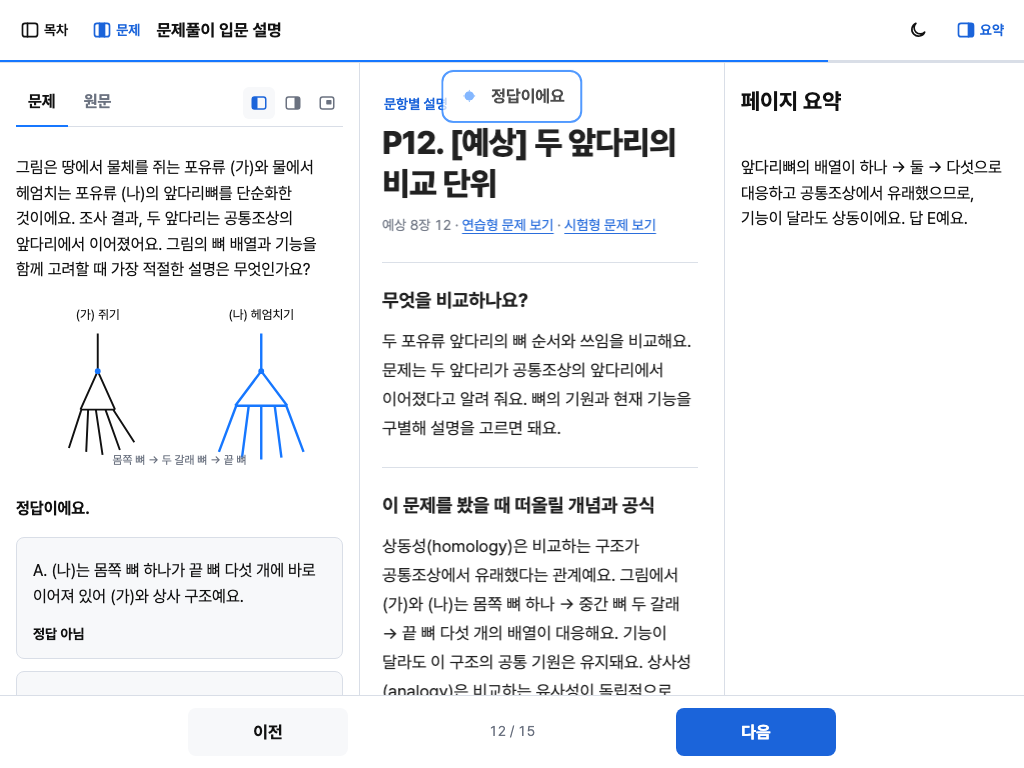 목차
문제
문제풀이 입문 설명
요약
문제
원문
그림은 땅에서 물체를 쥐는 포유류 (가)와 물에서
헤엄치는 포유류 (나)의 앞다리뼈를 단순화한
것이에요. 조사 결과, 두 앞다리는 공통조상의
앞다리에서 이어졌어요. 그림의 뼈 배열과 기능을
함께 고려할 때 가장 적절한 설명은 무엇인가요?
(가) 쥐기
(나) 헤엄치기
몸쪽 뼈 → 두 갈래 뼈 → 끝 뼈
정답이에요.
A. (나)는 몸쪽 뼈 하나가 끝 뼈 다섯 개에 바로
이어져 있어 (가)와 상사 구조예요.
정답 아님
정답이에요
문항별 설명
P12. [예상] 두 앞다리의
비교 단위
예상 8장 12 · 연습형 문제 보기 · 시험형 문제 보기
무엇을 비교하나요?
두 포유류 앞다리의 뼈 순서와 쓰임을 비교해요.
문제는 두 앞다리가 공통조상의 앞다리에서
이어졌다고 알려 줘요. 뼈의 기원과 현재 기능을
구별해 설명을 고르면 돼요.
이 문제를 봤을 때 떠올릴 개념과 공식
상동성(homology)은 비교하는 구조가
공통조상에서 유래했다는 관계예요. 그림에서
(가)와 (나)는 몸쪽 뼈 하나 → 중간 뼈 두 갈래
→ 끝 뼈 다섯 개의 배열이 대응해요. 기능이
달라도 이 구조의 공통 기원은 유지돼요. 상사성
(analogy)은 비교하는 유사성이 독립적으로
페이지 요약
앞다리뼈의 배열이 하나 → 둘 → 다섯으로
대응하고 공통조상에서 유래했으므로,
기능이 달라도 상동이에요. 답 E예요.
이전
12 / 15
다음